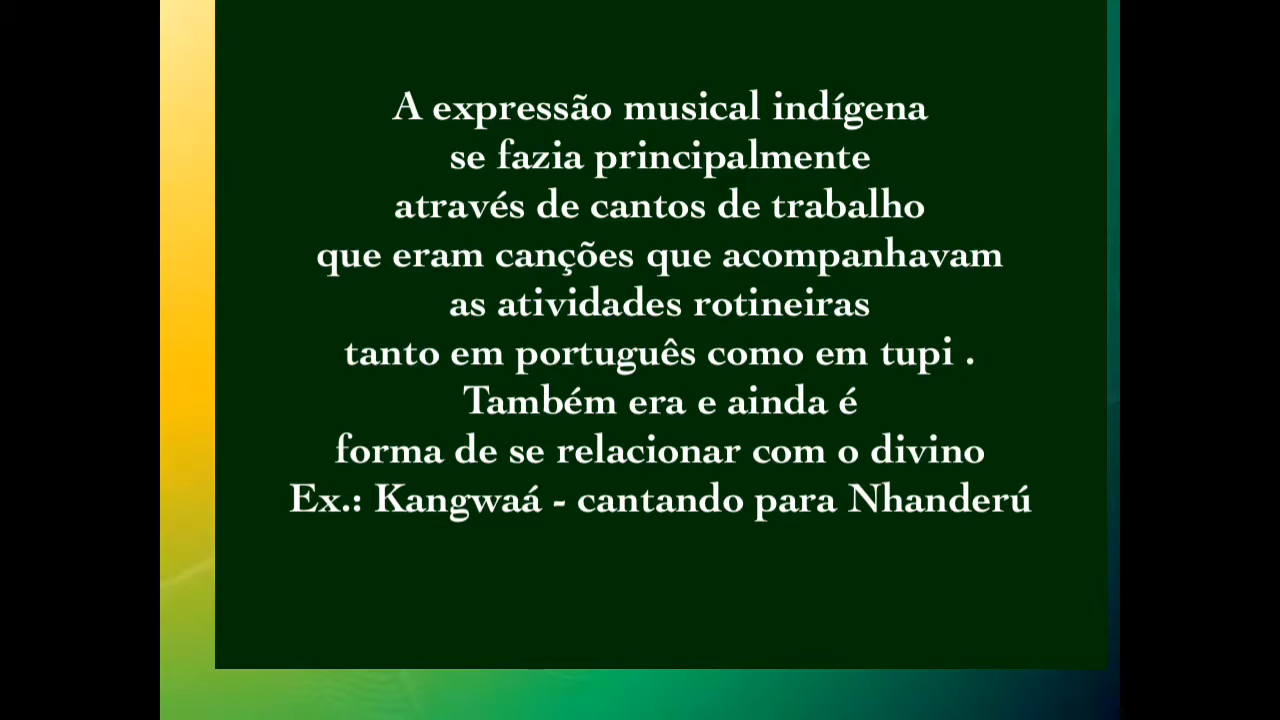 A expressão musical indígena
se fazia principalmente
através de cantos de trabalho
que eram canções que acompanhavam
as atividades rotineiras
tanto em português como em tupi .
Também era e ainda é
forma de se relacionar com o divino
Ex.: Kangwaá - cantando para Nhanderú